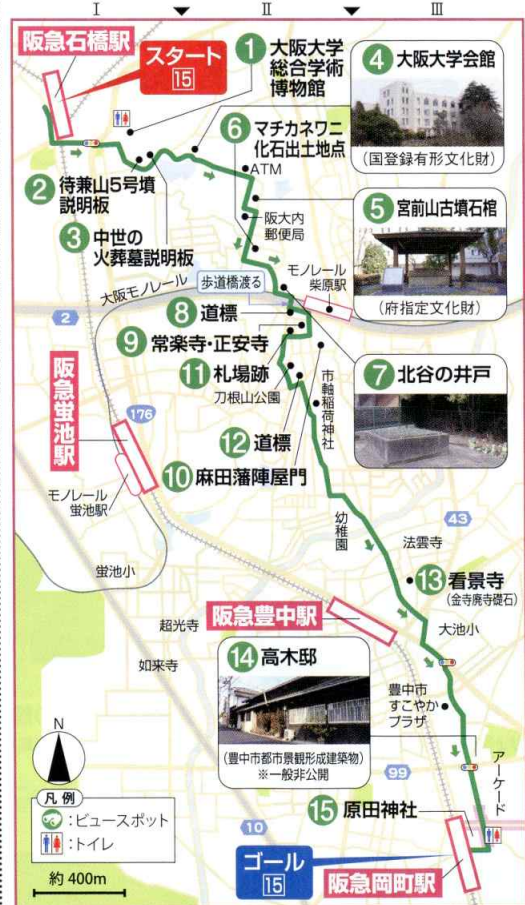 Ⅰ
Ⅱ
Ⅲ
阪急石橋駅
スタート
15
1 大阪大学
総合学術
博物館
4 大阪大学会館
(国登録有形文化財)
6 マチカネワニ
化石出土地点
ATM
2 待兼山5号墳
説明板
3 中世の
火葬墓説明板
阪大内
郵便局
5 宮前山古墳石棺
(府指定文化財)
大阪モノレール
歩道橋渡る
モノレール
柴原駅
2
8 道標
9 常楽寺・正安寺
11 札場跡
刀根山公園
市軸稲荷神社
7 北谷の井戸
阪急蛍池駅
176
12 道標
10 麻田藩陣屋門
モノレール
蛍池駅
幼稚園
43
法雲寺
蛍池小
13 看景寺
(金寺廃寺礎石)
阪急豊中駅
大池小
超光寺
如来寺
14 高木邸
(豊中市都市景観形成建築物)
※一般非公開
豊中市
すこやか
プラザ
アーケード
N
99
凡例
:ビュースポット
:トイレ
約400m
10
15 原田神社
ゴール
15
阪急岡町駅